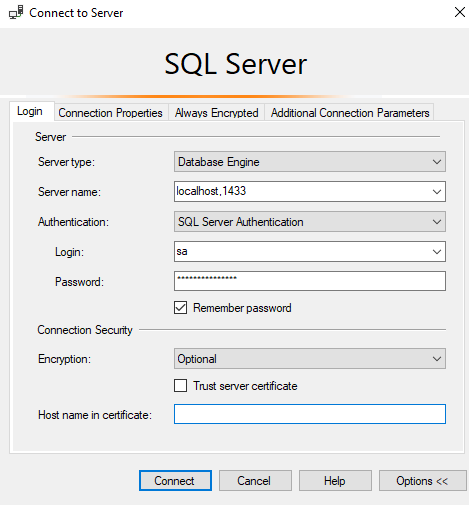 Connect to Server
SQL Server
Login Connection Properties Always Encrypted Additional Connection Parameters
Server
Server type: Database Engine
Server name: localhost,1433
Authentication: SQL Server Authentication
Login: sa
Password: ***************
Remember password
Connection Security
Encryption: Optional
Trust server certificate
Host name in certificate:
Connect Cancel Help Options <<